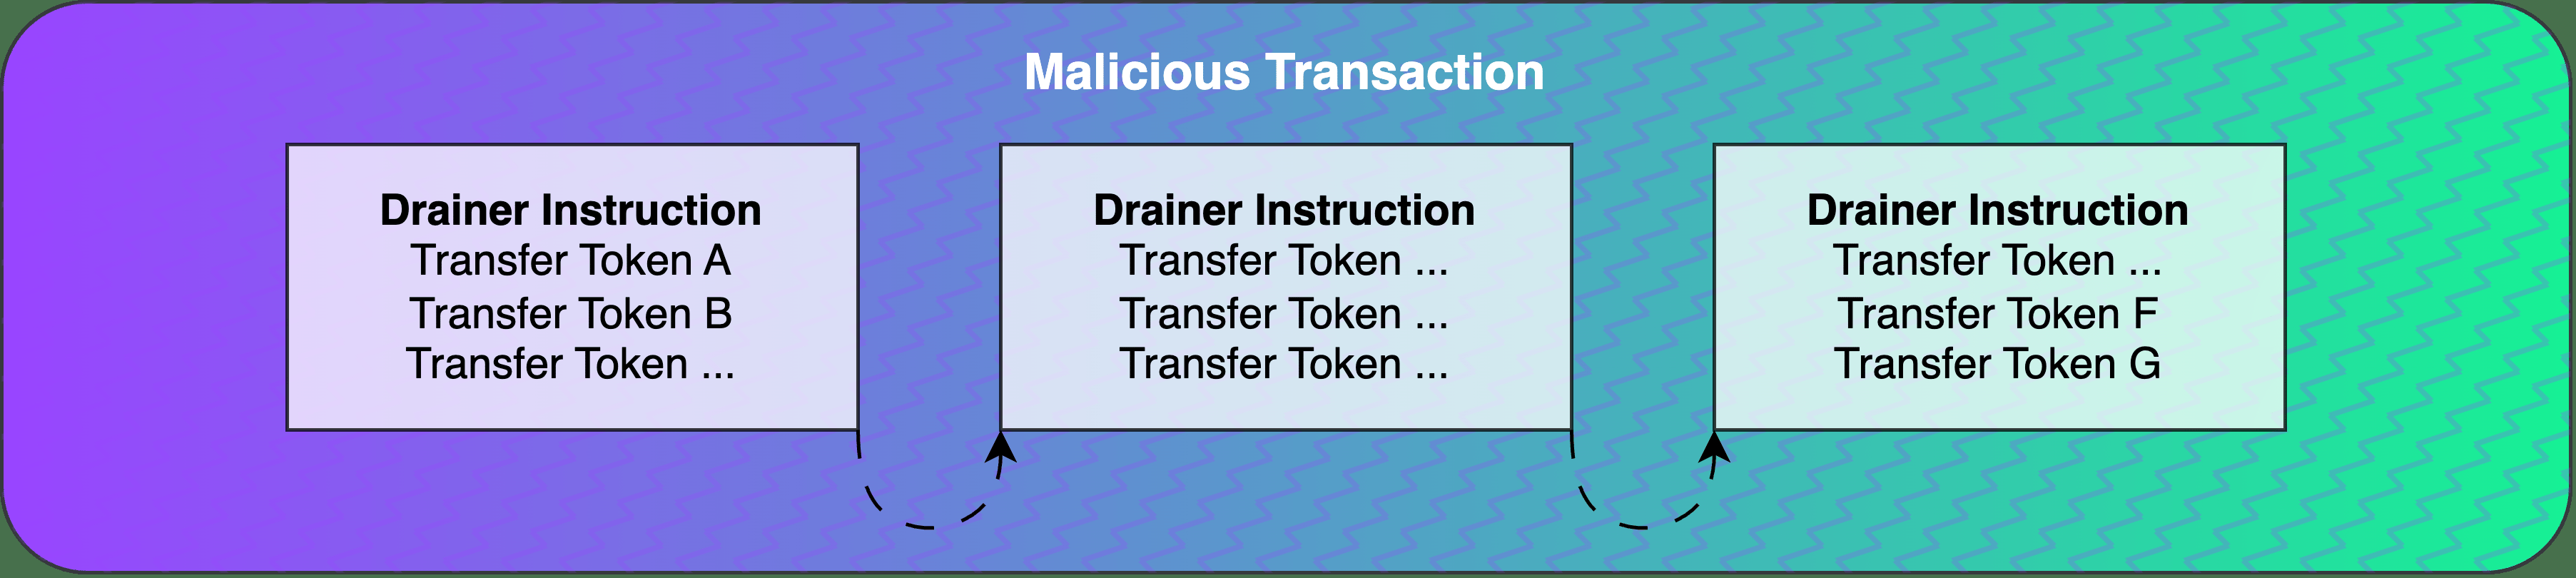 Malicious Transaction
Drainer Instruction
Transfer Token A
Transfer Token B
Transfer Token ...
Drainer Instruction
Transfer Token ...
Transfer Token ...
Transfer Token ...
Drainer Instruction
Transfer Token ...
Transfer Token F
Transfer Token G